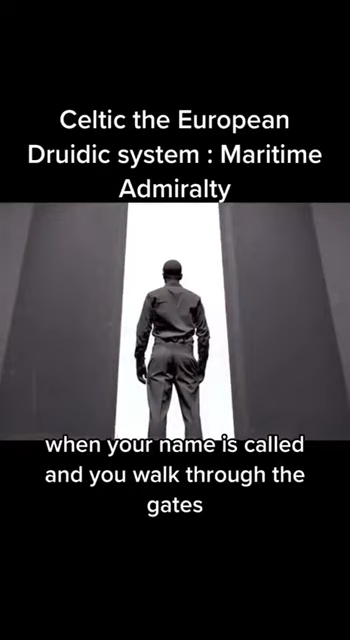 Celtic the European
Druidic system : Maritime
Admiralty
when your name is called
and you walk through the
gates